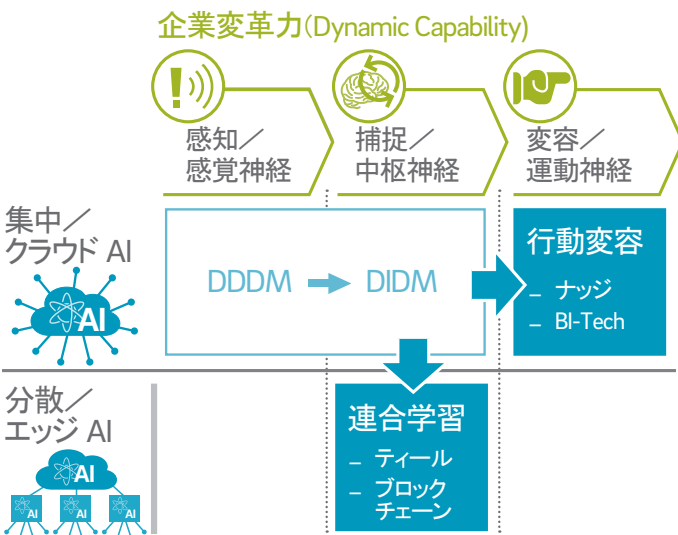 企業変革力(Dynamic Capability)
感知／
感覚神経
捕捉／
中枢神経
変容／
運動神経
集中／
クラウド AI
AI
DDDM
DIDM
行動変容
– ナッジ
– BI-Tech
分散／
エッジ AI
AI
AI
AI
AI
連合学習
– ティール
– ブロック
チェーン